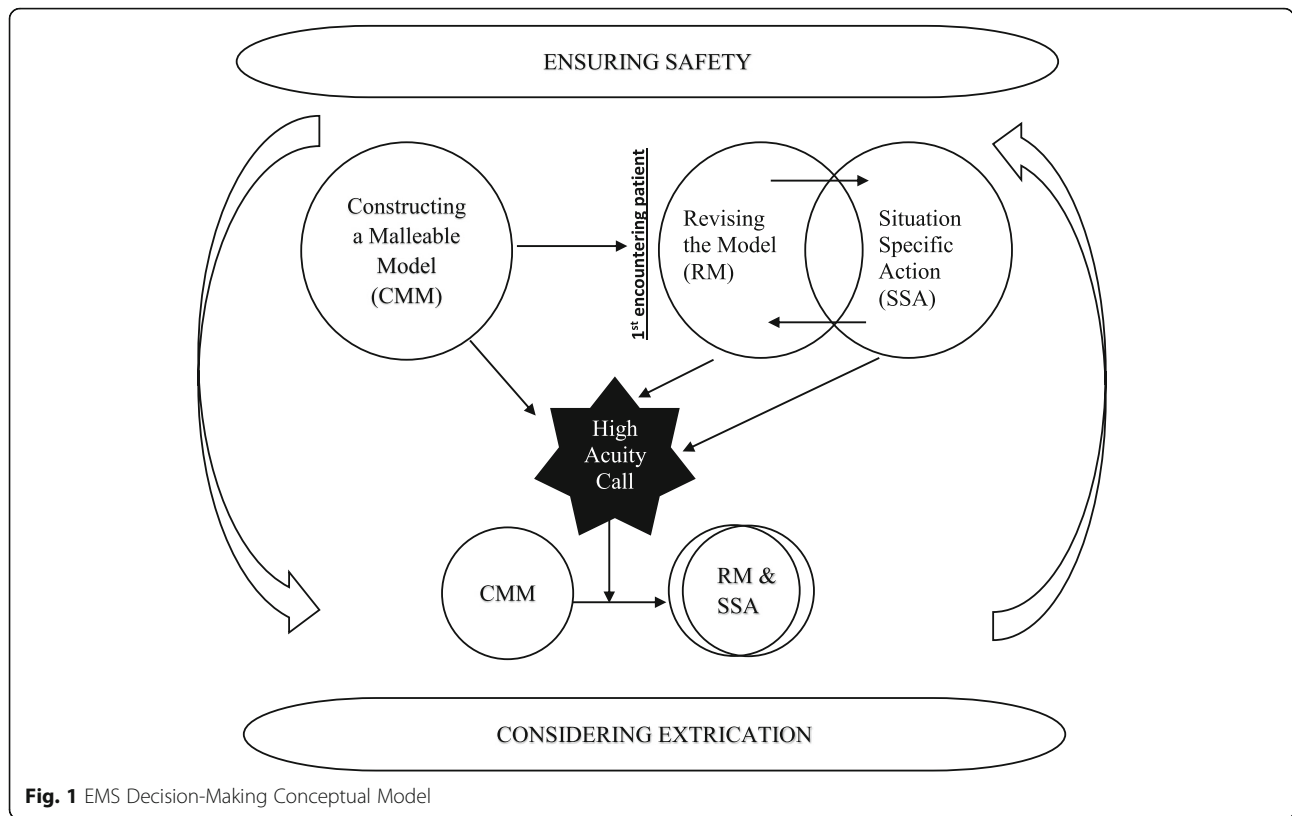 ENSURING SAFETY
Constructing
a Malleable
Model
(CMM)
1st encountering patient
Revising
the Model
(RM)
Situation
Specific
Action
(SSA)
High
Acuity
Call
CMM
RM &
SSA
CONSIDERING EXTRICATION
Fig. 1 EMS Decision-Making Conceptual Model